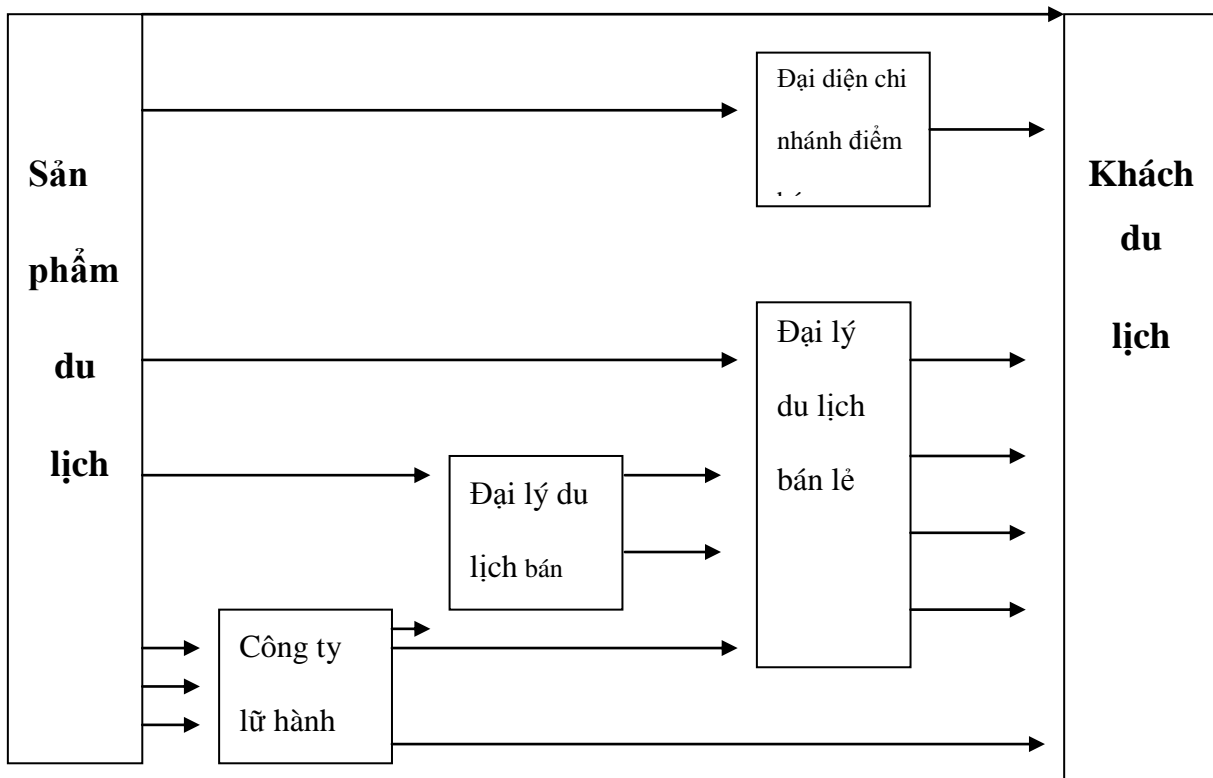 Sản
phẩm
du
lịch
Đại diện chi
nhánh điểm
Đại lý
du lịch
bán lẻ
Đại lý du
lịch bán
Công ty
lữ hành
Khách
du
lịch